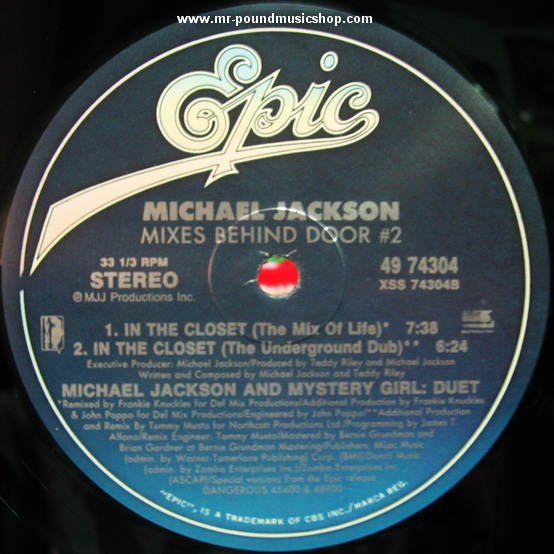 www.mr-poundmusicshop.com
Epic
MICHAEL JACKSON
MIXES BEHIND DOOR #2
33 1/3 RPM
STEREO
℗ MJJ Productions Inc.
49 74304
XSS 74304B
1. IN THE CLOSET (The Mix Of Life)* 7:38
2. IN THE CLOSET (The Underground Dub)** 6:24
Executive Producer: Michael Jackson/Produced by Teddy Riley and Michael Jackson
Written and Composed by Michael Jackson and Teddy Riley
MICHAEL JACKSON AND MYSTERY GIRL: DUET
*Remixed by Frankie Knuckles for Def Mix Productions/Additional Production by Frankie Knuckles
& John Poppo for Def Mix Productions/Engineered by John Poppo/**Additional Production
and Remix By Tommy Musto for Northcott Productions Ltd./Programming by James T.
Alfano/Remix Engineer: Tommy Musto/Mastered by Bernie Grundman and
Brian Gardner at Bernie Grundman Mastering/Publish. Mijac Music
(admin. by Warner-Tamerlane Publishing Corp. (BMI)/Donril Music
(admin. by Zomba Enterprises Inc.)/Zomba Enterprises Inc.
(ASCAP)/Special versions from the Epic release
DANGEROUS 45400 & 48900
"EPIC", IS A TRADEMARK OF CBS INC./MARCA REG.